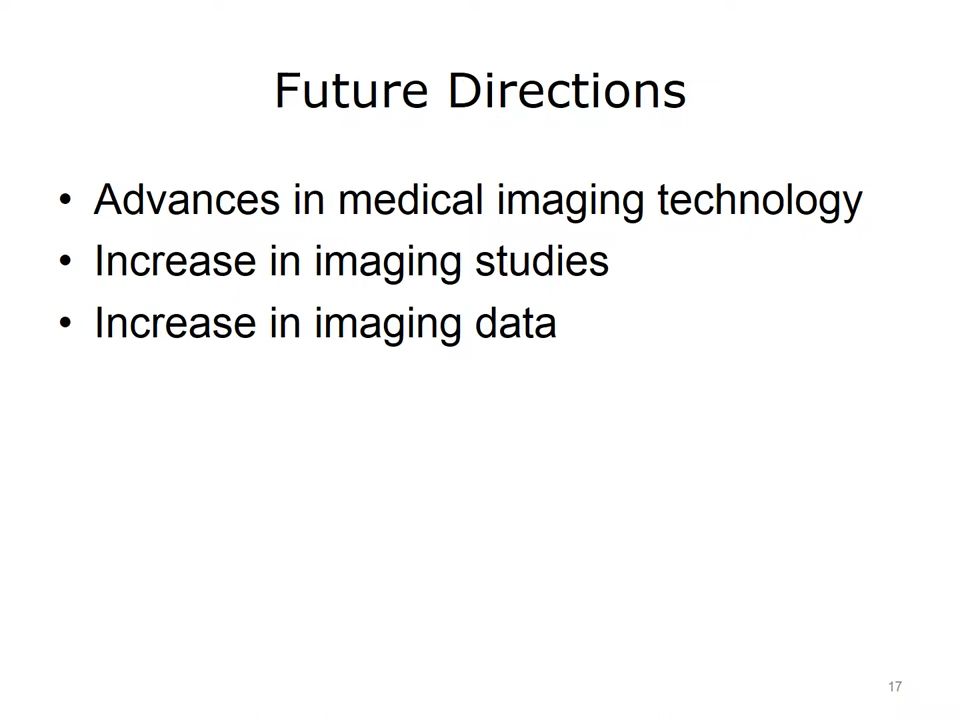 Future Directions
• Advances in medical imaging technology
• Increase in imaging studies
• Increase in imaging data
17